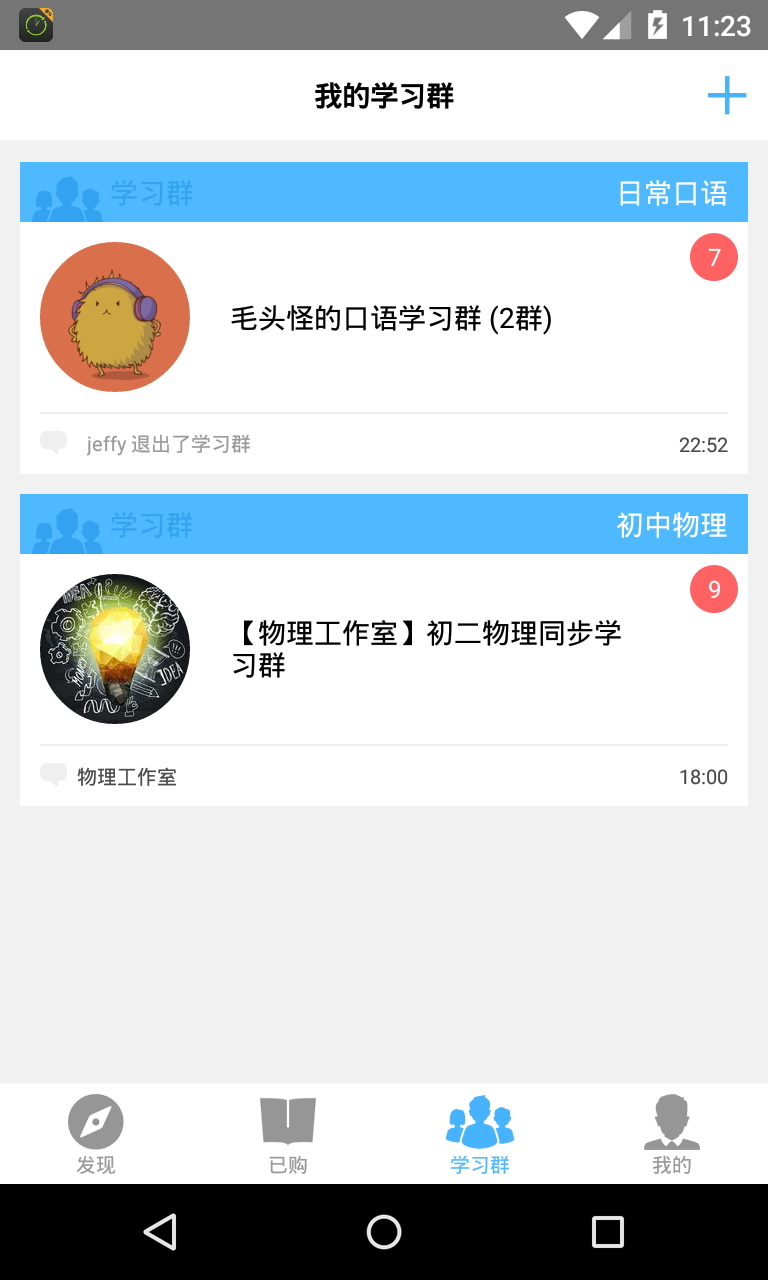 11:23
我的学习群
学习群
日常口语
7
毛头怪的口语学习群 (2群)
jeffy 退出了学习群
22:52
学习群
初中物理
9
IDEA
IDEA
【物理工作室】初二物理同步学
习群
物理工作室
18:00
发现
已购
学习群
我的